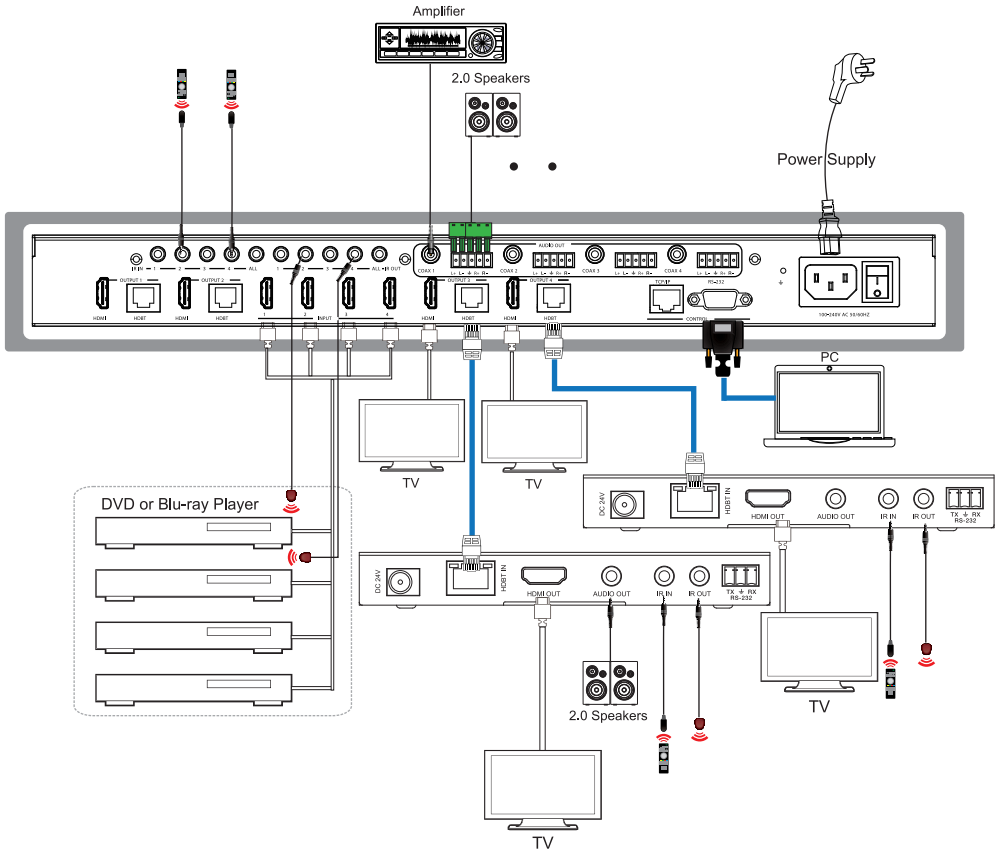 Amplifier
2.0 Speakers
Power Supply
AUDIO OUT
IR IN 1 2 3 4 ALL 1 2 3 4 ALL IR OUT
COAX 1 L+ L- R+ R- COAX 2 L+ L- R+ R- COAX 3 L+ L- R+ R- COAX 4 L+ L- R+ R-
OUTPUT 1 OUTPUT 2 OUTPUT 3 OUTPUT 4 TCP/IP RS-232
HDMI HDBT HDMI HDBT 1 2 INPUT 3 4 HDMI HDBT HDMI HDBT CONTROL 100-240V AC 50/60HZ
PC
TV
TV
DVD or Blu-ray Player
DC 24V HDBT IN HDMI OUT AUDIO OUT IR IN IR OUT TX RX
RS-232
DC 24V HDBT IN HDMI OUT AUDIO OUT IR IN IR OUT TX RX
RS-232
TV
2.0 Speakers
TV